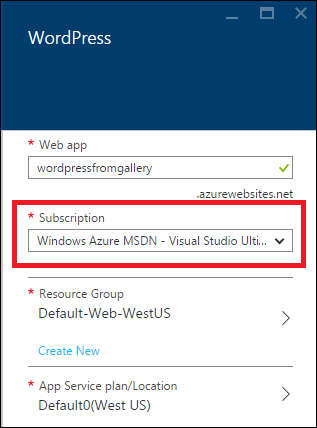 WordPress
* Web app
wordpressfromgallery
.azurewebsites.net
* Subscription
Windows Azure MSDN - Visual Studio Ulti...
* Resource Group
Default-Web-WestUS
Create New
* App Service plan/Location
Default0(West US)